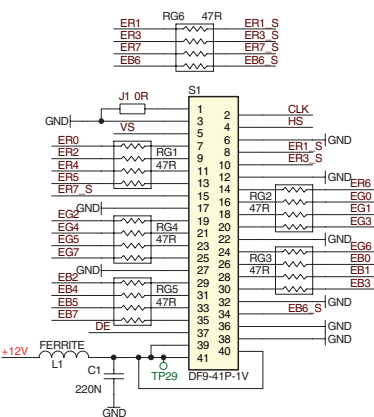 RG6 47R
ER1 ER1_S
ER3 ER3_S
ER7 ER7_S
EB6 EB6_S
S1
J1 0R
1
2 CLK
GND 3
4 HS
VS 5
6 GND
ER0 7
8 ER1_S
ER2 RG1 9
10 ER3_S
ER4 47R 11
12 GND
ER5 13
14 ER6
ER7_S 15
16 RG2 EG0
GND 17
18 47R EG1
EG2 19
20 EG3
EG4 RG4 21
22 GND
EG5 47R 23
24 EG6
EG7 25
26 RG3 EB0
GND 27
28 47R EB1
EB2 29
30 EB3
EB4 RG5 31
32 GND
EB5 47R 33
34 EB6_S
EB7 35
36 GND
DE 37
38 GND
39
40
41
+12V FERRITE
L1
C1
220N
GND
TP29
DF9-41P-1V